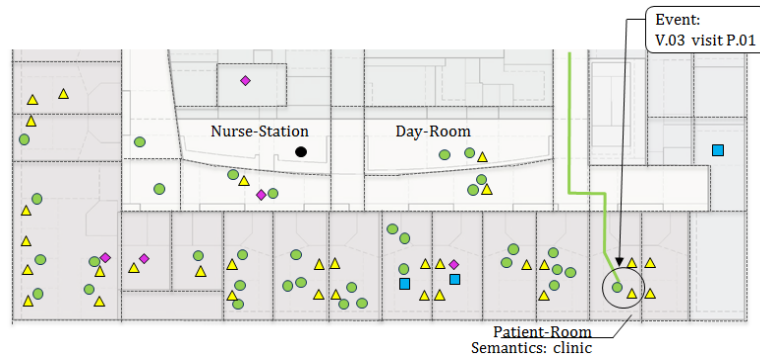 Event:
V.03 visit P.01
Nurse-Station
Day-Room
Patient-Room
Semantics: clinic